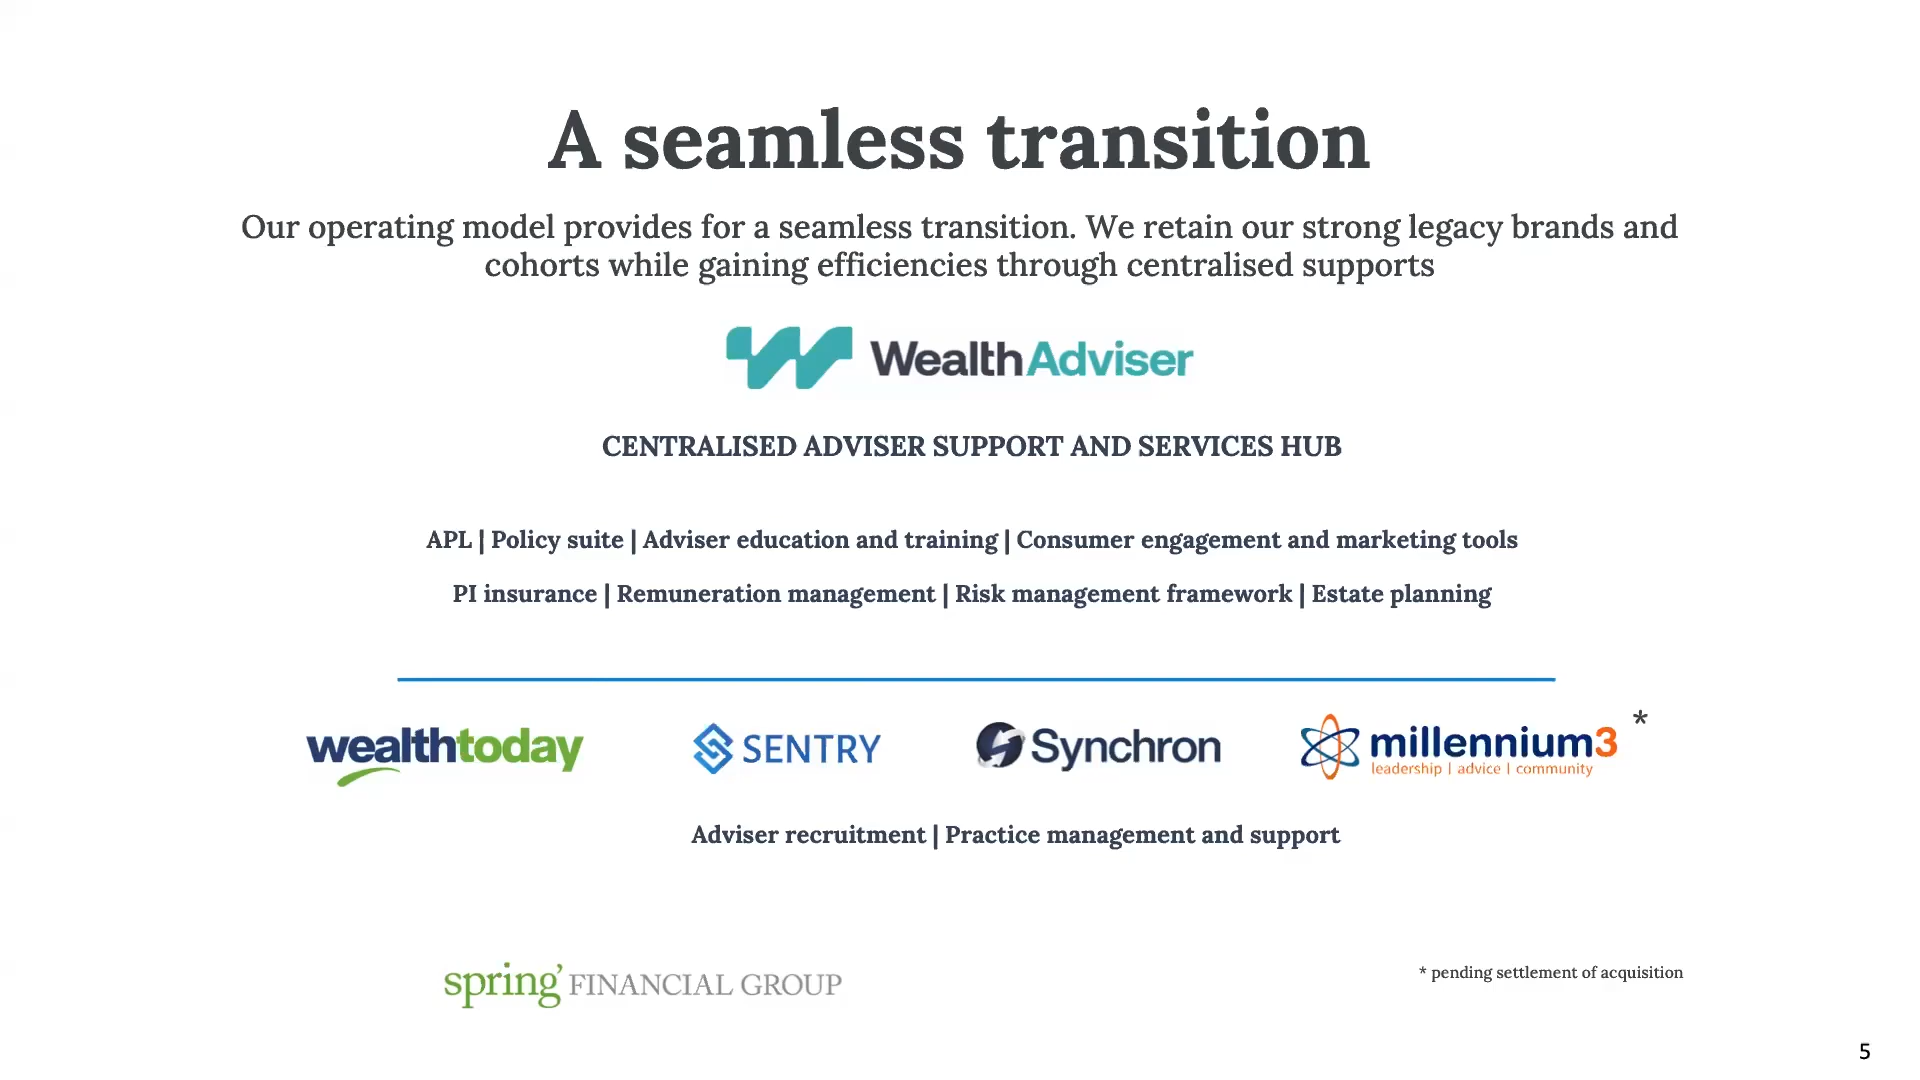 A seamless transition
Our operating model provides for a seamless transition. We retain our strong legacy brands and
cohorts while gaining efficiencies through centralised supports
WealthAdviser
CENTRALISED ADVISER SUPPORT AND SERVICES HUB
APL | Policy suite | Adviser education and training | Consumer engagement and marketing tools
PI insurance | Remuneration management | Risk management framework | Estate planning
wealthtoday
SENTRY
Synchron
millennium3 *
leadership | advice | community
Adviser recruitment | Practice management and support
spring' FINANCIAL GROUP
* pending settlement of acquisition
5